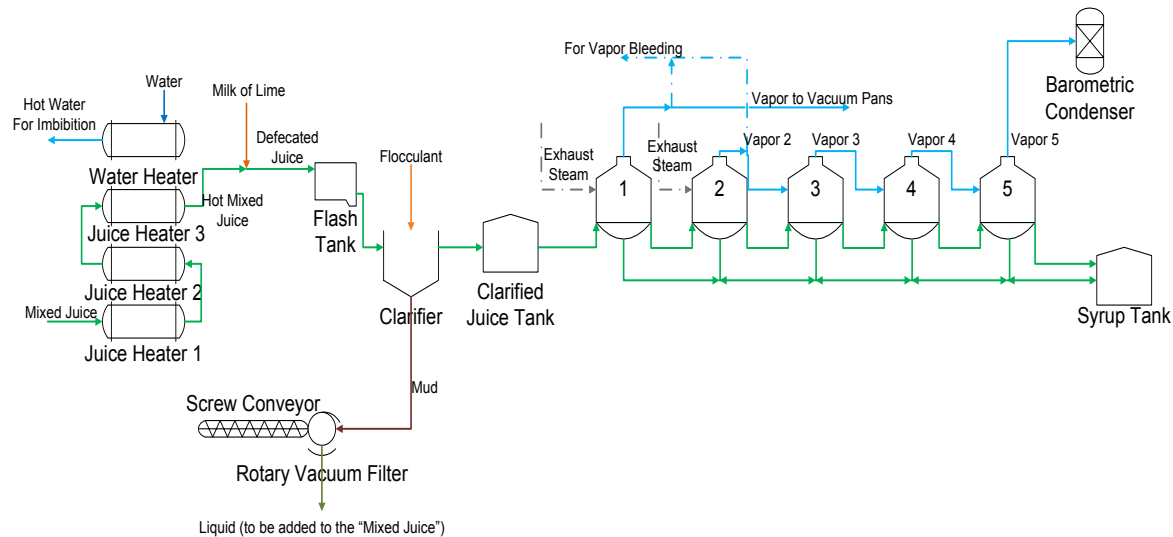 Water
Hot Water
For Imbibition
Water Heater
Milk of Lime
Defecated
Juice
Hot Mixed
Juice
Juice Heater 3
Juice Heater 2
Mixed Juice
Juice Heater 1
Flash
Tank
Flocculant
Clarifier
Clarified
Juice Tank
Mud
Screw Conveyor
Rotary Vacuum Filter
Liquid (to be added to the “Mixed Juice”)
For Vapor Bleeding
Vapor to Vacuum Pans
Exhaust
Steam
Exhaust
Steam
Vapor 2
Vapor 3
Vapor 4
Vapor 5
1
2
3
4
5
Barometric
Condenser
Syrup Tank